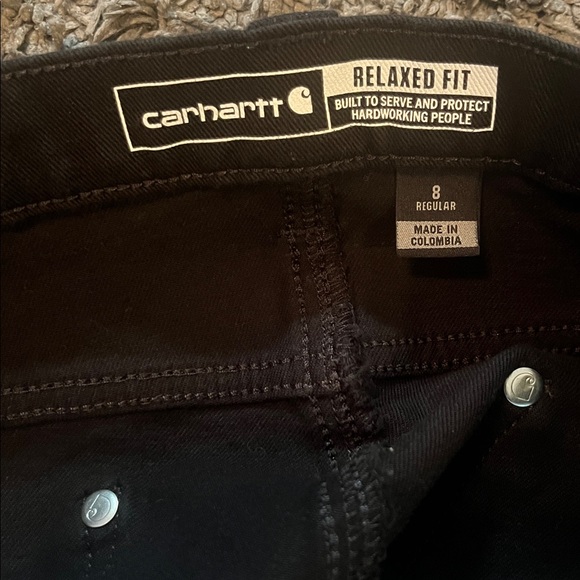 carhartt
RELAXED FIT
BUILT TO SERVE AND PROTECT
HARDWORKING PEOPLE
8
REGULAR
MADE IN
COLOMBIA